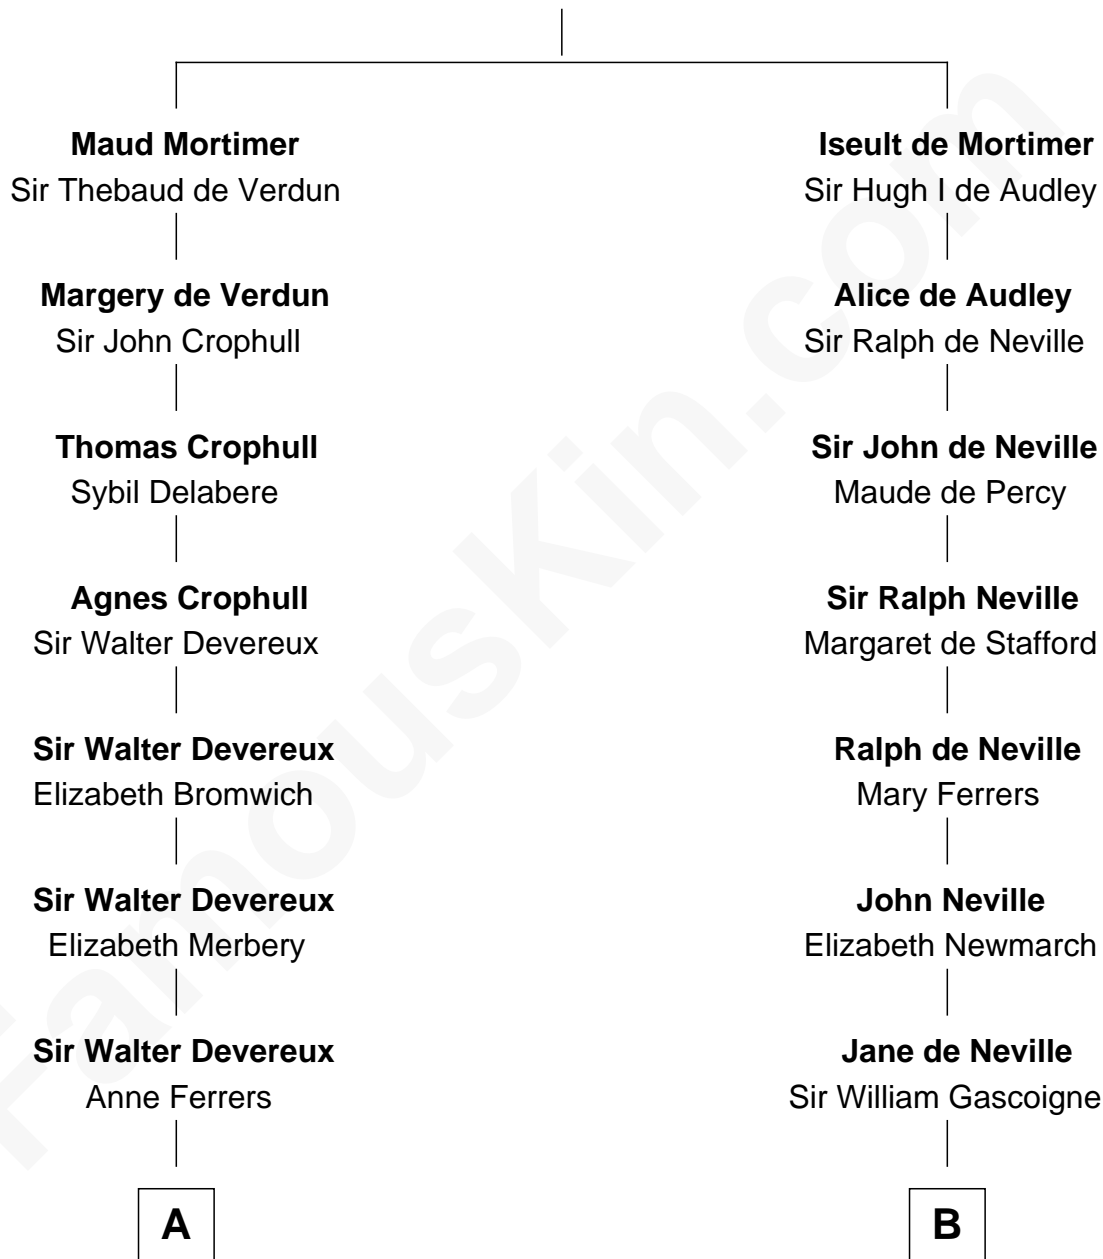 Maud Mortimer
Sir Thebaud de Verdun
Margery de Verdun
Sir John Crophull
Thomas Crophull
Sybil Delabere
Agnes Crophull
Sir Walter Devereux
Sir Walter Devereux
Elizabeth Bromwich
Sir Walter Devereux
Elizabeth Merbery
Sir Walter Devereux
Anne Ferrers
A
Iseult de Mortimer
Sir Hugh I de Audley
Alice de Audley
Sir Ralph de Neville
Sir John de Neville
Maude de Percy
Sir Ralph Neville
Margaret de Stafford
Ralph de Neville
Mary Ferrers
John Neville
Elizabeth Newmarch
Jane de Neville
Sir William Gascoigne
B
FamousKin.com